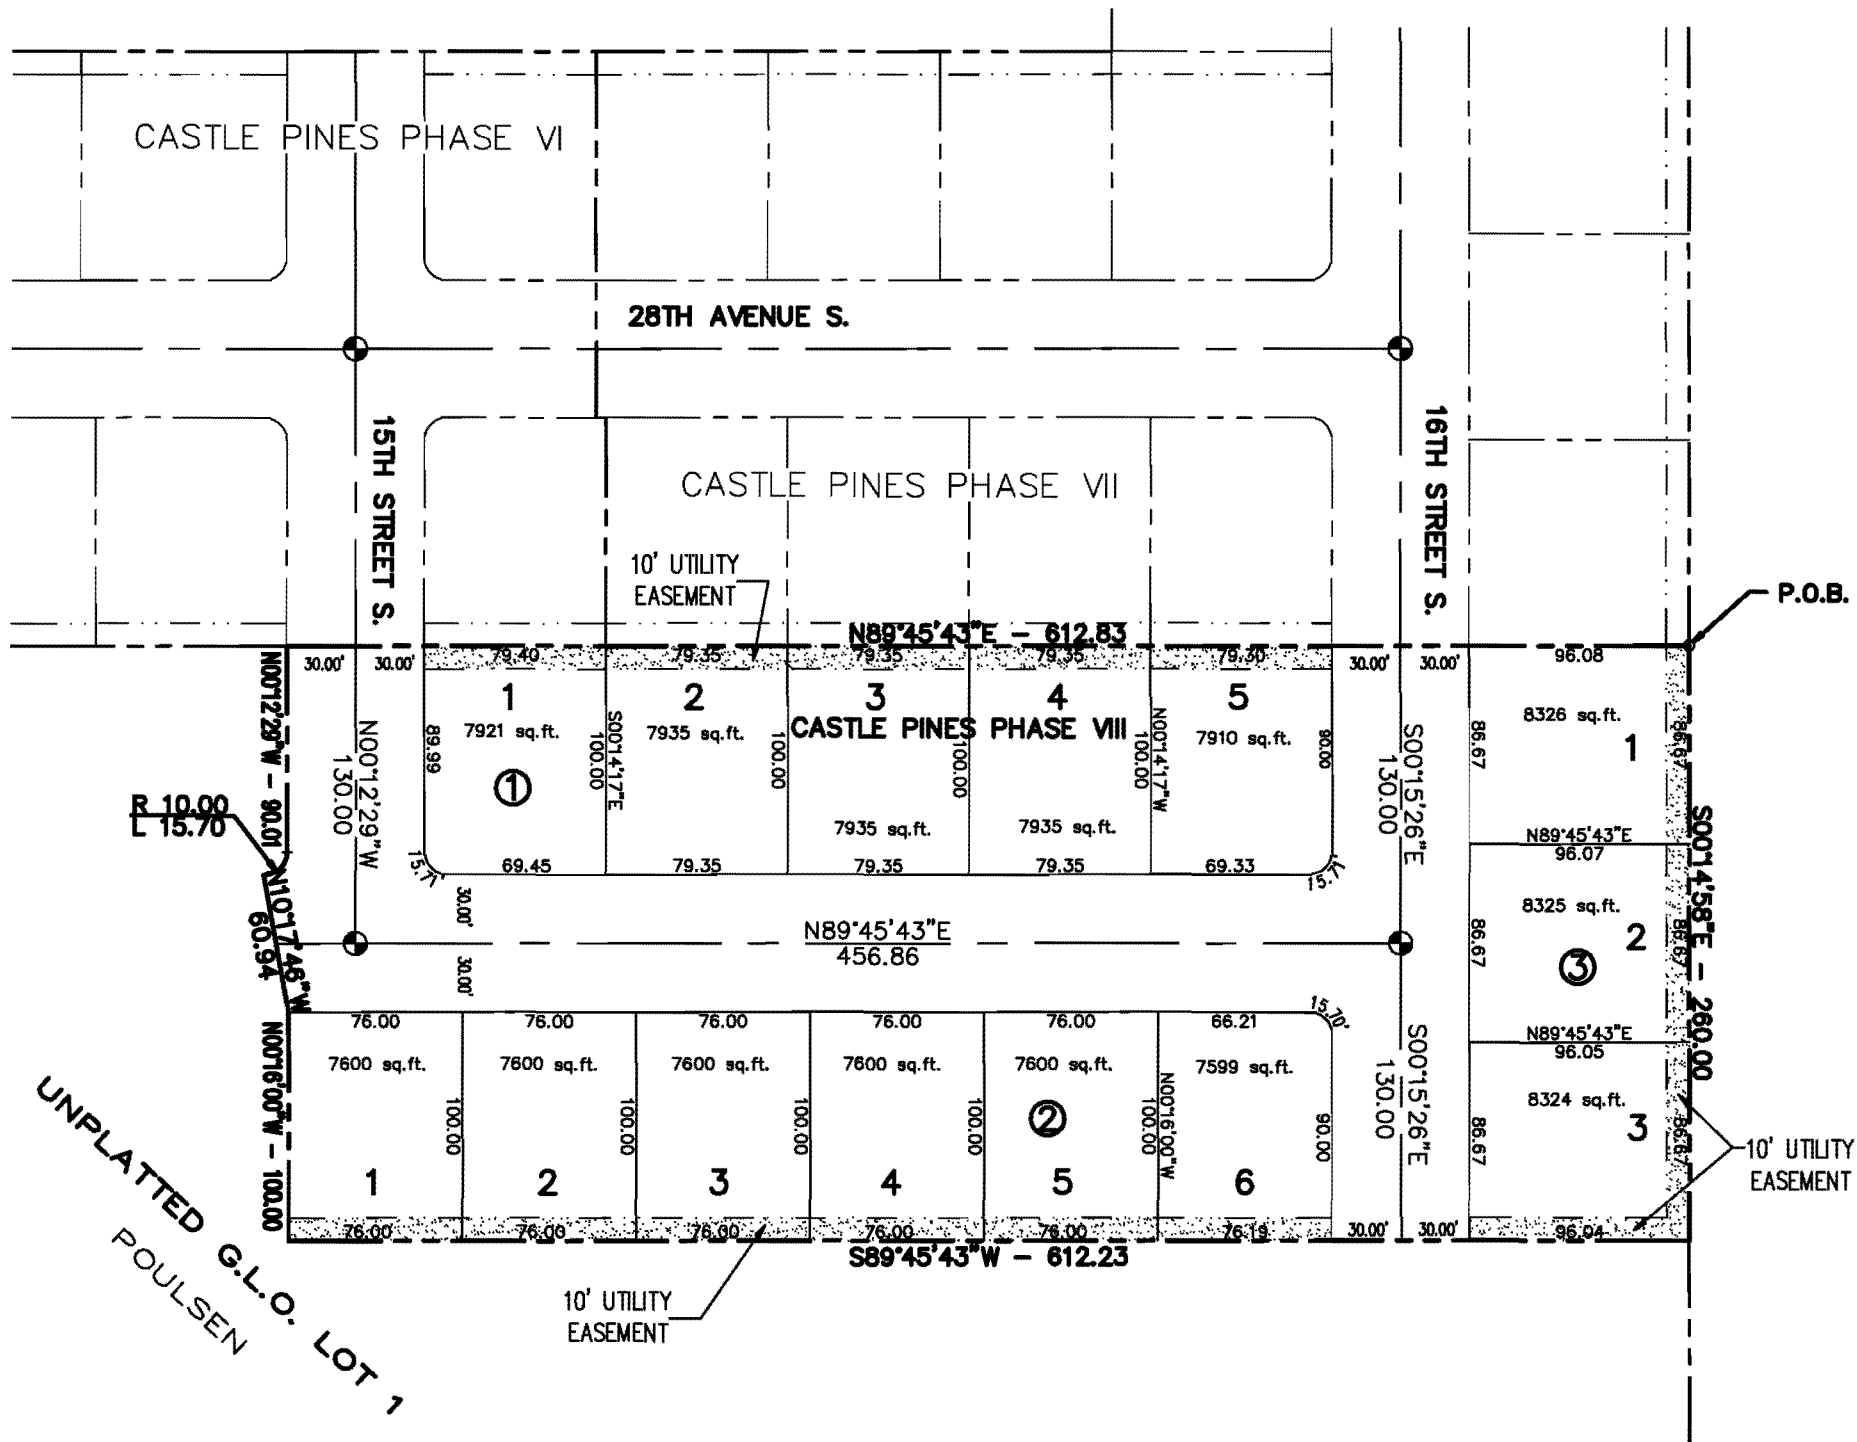 CASTLE PINES PHASE VI
28TH AVENUE S.
15TH STREET S.
16TH STREET S.
CASTLE PINES PHASE VII
10' UTILITY
EASEMENT
P.O.B.
N89°45'43"E - 612.83
30.00'
30.00'
79.40
79.35
79.35
79.35
79.30
30.00'
30.00'
96.08
N00°12'29"W - 90.01
N00°12'29"W
130.00
89.99
1
7921 sq.ft.
1
S00°14'17"E
100.00
2
7935 sq.ft.
100.00
3
CASTLE PINES PHASE VIII
7935 sq.ft.
100.00
4
7935 sq.ft.
N00°14'17"W
100.00
5
7910 sq.ft.
90.00
S00°15'26"E
130.00
86.67
8326 sq.ft.
1
86.67
R 10.00
L 15.70
15.71
69.45
79.35
79.35
79.35
69.33
15.71
N89°45'43"E
96.07
8325 sq.ft.
2
3
86.67
86.67
S00°14'58"E - 260.00
N10°17'46"W
60.94
30.00'
30.00'
N89°45'43"E
456.86
N89°45'43"E
96.05
8324 sq.ft.
3
86.67
86.67
76.00
76.00
76.00
76.00
76.00
66.21
15.70'
7600 sq.ft.
7600 sq.ft.
7600 sq.ft.
7600 sq.ft.
7600 sq.ft.
7599 sq.ft.
N00°16'00"W - 100.00
100.00
100.00
100.00
100.00
2
100.00
N00°16'00"W
90.00
S00°15'26"E
130.00
1
2
3
4
5
6
10' UTILITY
EASEMENT
76.00
76.00
76.00
76.00
76.00
76.19
30.00'
30.00'
96.04
S89°45'43"W - 612.23
10' UTILITY
EASEMENT
UNPLATTED G.L.O. LOT 1
POULSEN